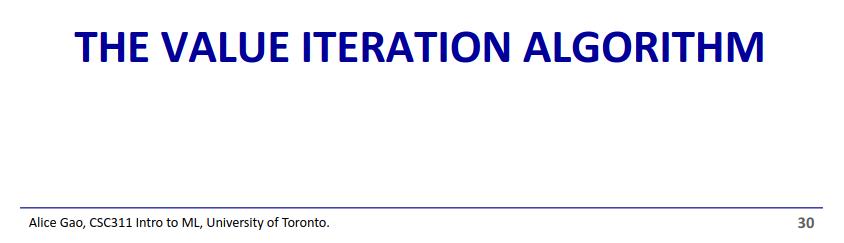 THE VALUE ITERATION ALGORITHM
Alice Gao, CSC311 Intro to ML, University of Toronto.
30